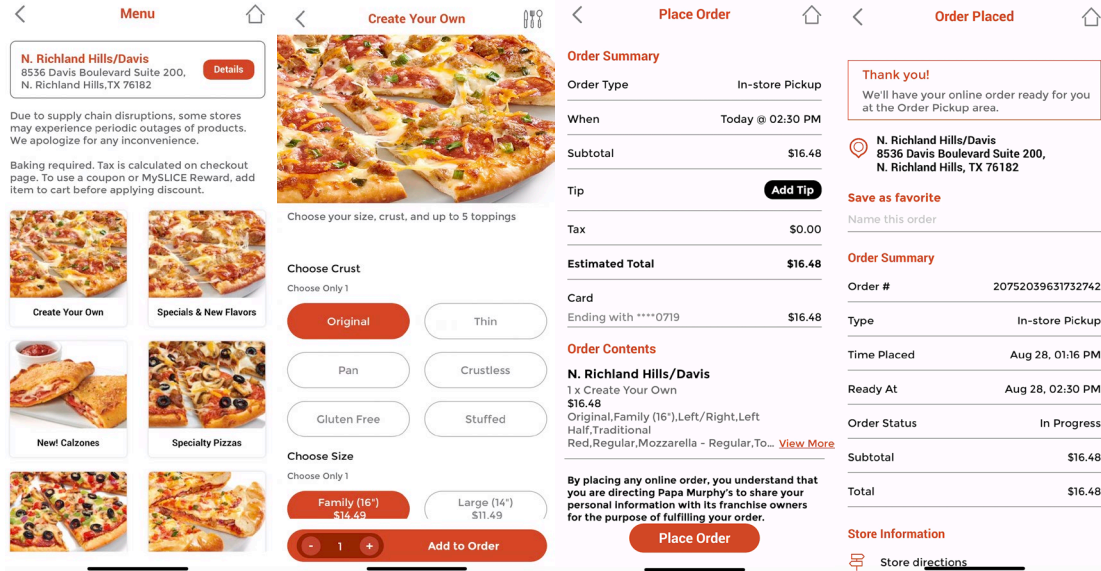 Menu
N. Richland Hills/Davis
8536 Davis Boulevard Suite 200,
N. Richland Hills,TX 76182
Details
Due to supply chain disruptions, some stores
may experience periodic outages of products.
We apologize for any inconvenience.
Baking required. Tax is calculated on checkout
page. To use a coupon or MySLICE Reward, add
item to cart before applying discount.
Create Your Own
Specials & New Flavors
New! Calzones
Specialty Pizzas
Create Your Own
Choose your size, crust, and up to 5 toppings
Choose Crust
Choose Only 1
Original
Thin
Pan
Crustless
Gluten Free
Stuffed
Choose Size
Choose Only 1
Family (16")
$14.49
Large (14")
$11.49
- 1 +
Add to Order
Place Order
Order Summary
Order Type In-store Pickup
When Today @ 02:30 PM
Subtotal $16.48
Tip Add Tip
Tax $0.00
Estimated Total $16.48
Card
Ending with ****0719 $16.48
Order Contents
N. Richland Hills/Davis
1 x Create Your Own
$16.48
Original,Family (16"),Left/Right,Left
Half,Traditional
Red,Regular,Mozzarella - Regular,To... View More
By placing any online order, you understand that
you are directing Papa Murphy's to share your
personal information with its franchise owners
for the purpose of fulfilling your order.
Place Order
Order Placed
Thank you!
We'll have your online order ready for you
at the Order Pickup area.
N. Richland Hills/Davis
8536 Davis Boulevard Suite 200,
N. Richland Hills, TX 76182
Save as favorite
Name this order
Order Summary
Order # 20752039631732742
Type In-store Pickup
Time Placed Aug 28, 01:16 PM
Ready At Aug 28, 02:30 PM
Order Status In Progress
Subtotal $16.48
Total $16.48
Store Information
Store directions